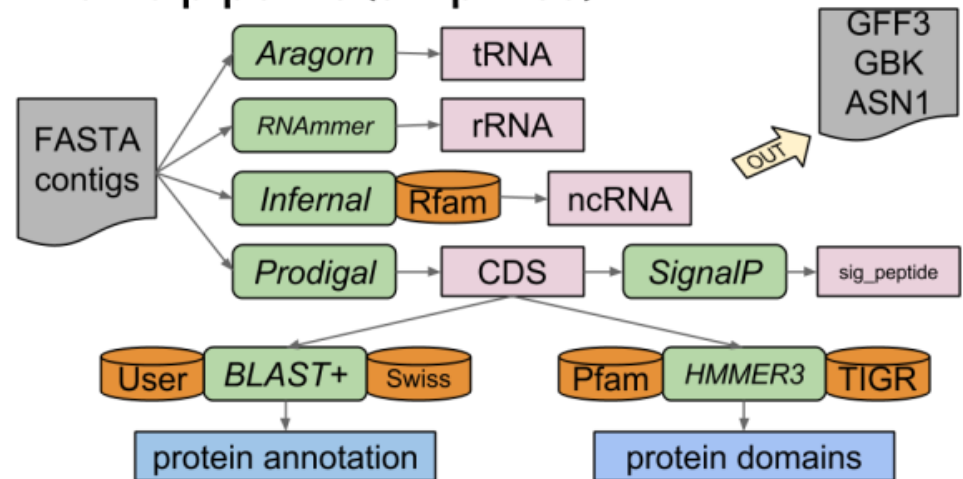 Aragorn
tRNA
GFF3
GBK
ASN1
FASTA
contigs
RNAmmer
rRNA
OUT
Infernal
Rfam
ncRNA
Prodigal
CDS
SignalP
sig_peptide
User
BLAST+
Swiss
Pfam
HMMER3
TIGR
protein annotation
protein domains